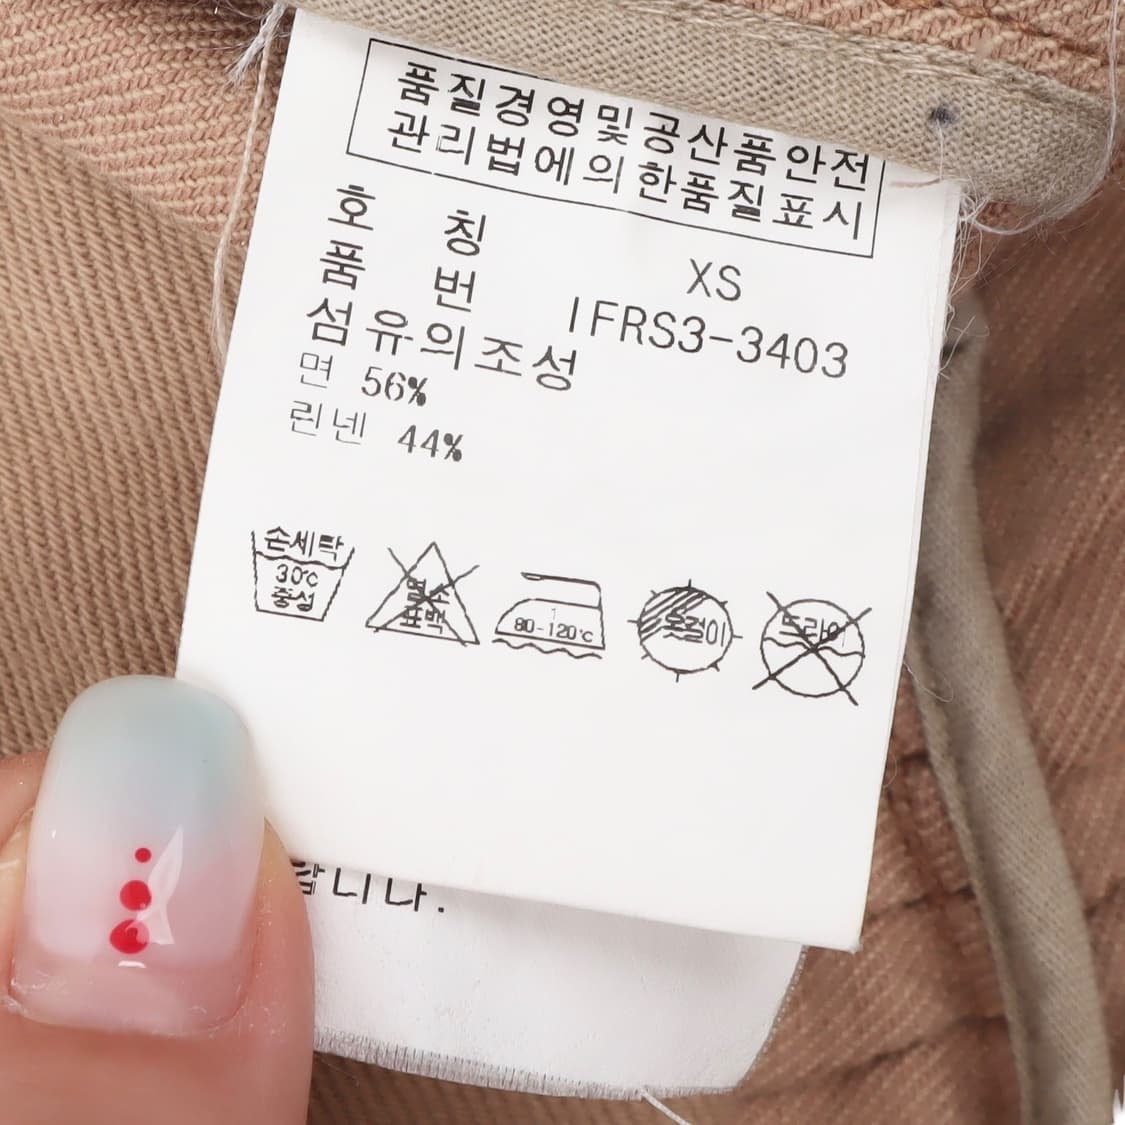 품질경영및공산품안전
관리법에의한품질표시
호 칭 XS
품 번 IFRS3-3403
섬유의조성
면 56%
린넨 44%
손세탁
30℃
중성
염소
표백
80-120℃
옷걸이
드라이
랍니다.